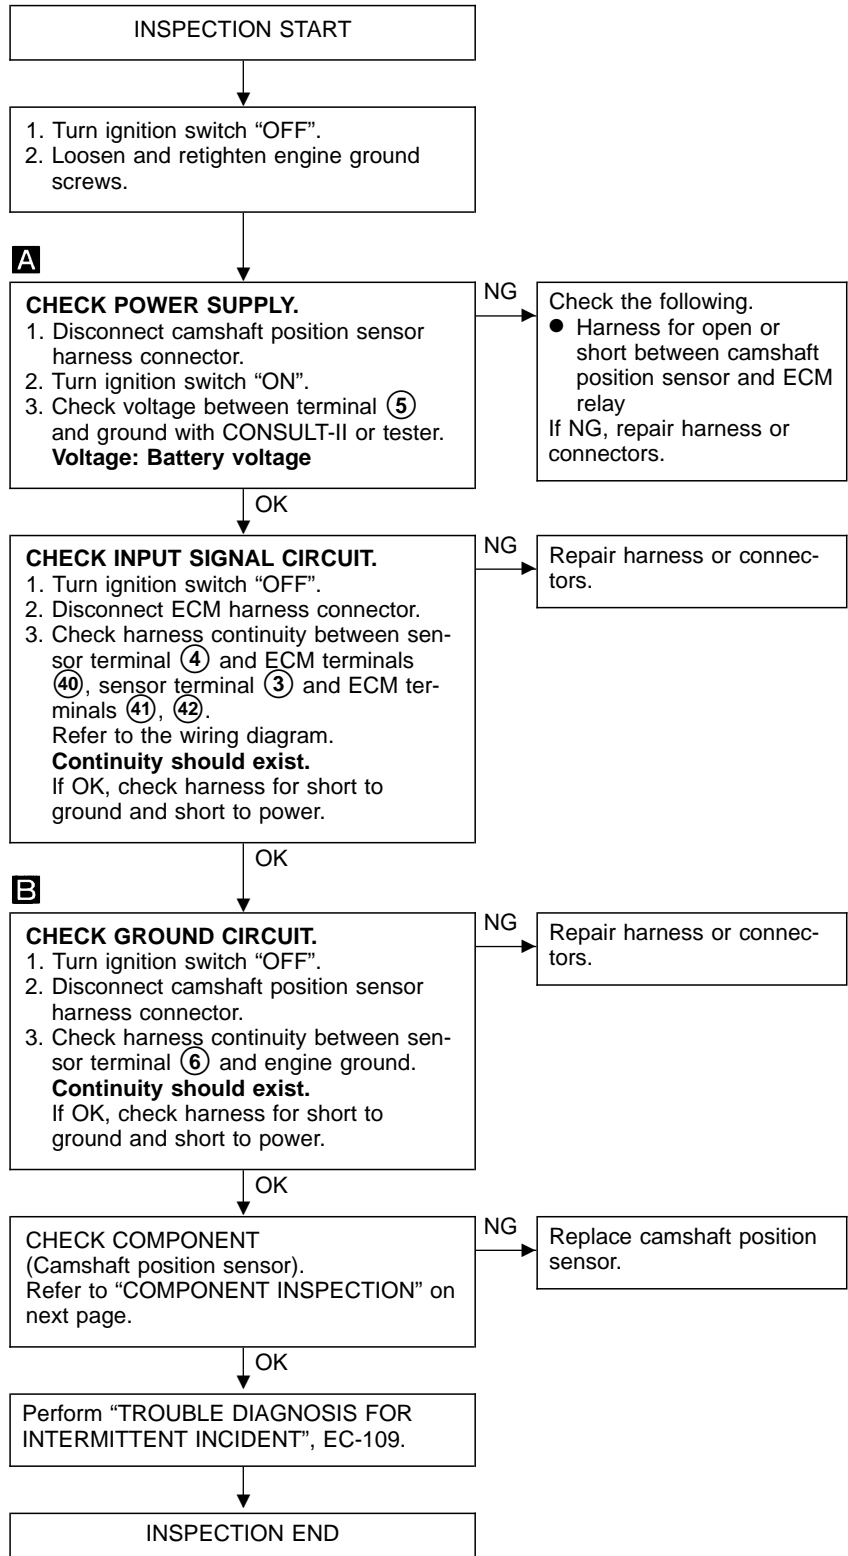 INSPECTION START
1. Turn ignition switch “OFF”.
2. Loosen and retighten engine ground
screws.
A
CHECK POWER SUPPLY.
1. Disconnect camshaft position sensor
harness connector.
2. Turn ignition switch “ON”.
3. Check voltage between terminal ⑤
and ground with CONSULT-II or tester.
Voltage: Battery voltage
NG
Check the following.
● Harness for open or
short between camshaft
position sensor and ECM
relay
If NG, repair harness or
connectors.
OK
CHECK INPUT SIGNAL CIRCUIT.
1. Turn ignition switch “OFF”.
2. Disconnect ECM harness connector.
3. Check harness continuity between sen-
sor terminal ④ and ECM terminals
㊵, sensor terminal ③ and ECM ter-
minals ㊶, ㊷.
Refer to the wiring diagram.
Continuity should exist.
If OK, check harness for short to
ground and short to power.
NG
Repair harness or connec-
tors.
OK
B
CHECK GROUND CIRCUIT.
1. Turn ignition switch “OFF”.
2. Disconnect camshaft position sensor
harness connector.
3. Check harness continuity between sen-
sor terminal ⑥ and engine ground.
Continuity should exist.
If OK, check harness for short to
ground and short to power.
NG
Repair harness or connec-
tors.
OK
CHECK COMPONENT
(Camshaft position sensor).
Refer to “COMPONENT INSPECTION” on
next page.
NG
Replace camshaft position
sensor.
OK
Perform “TROUBLE DIAGNOSIS FOR
INTERMITTENT INCIDENT”, EC-109.
INSPECTION END